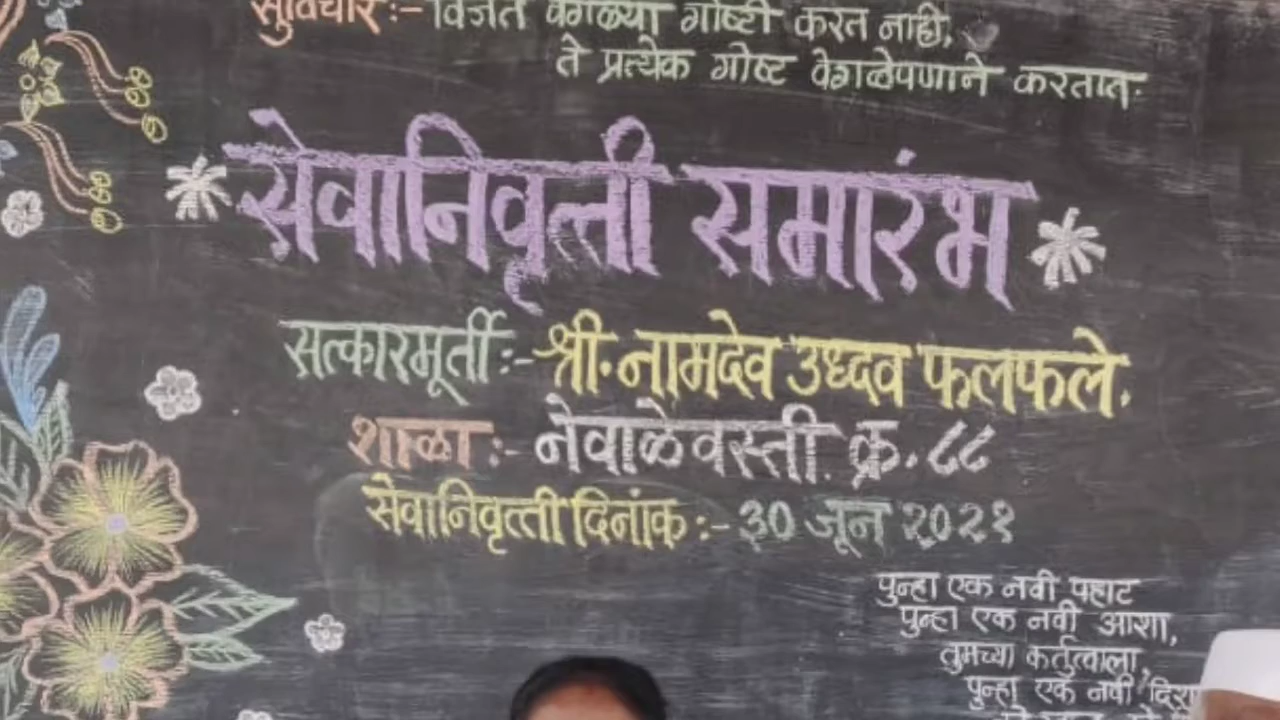 सुविचार :- विजेते वेगळ्या गोष्टी करत नाही,
ते प्रत्येक गोष्ट वेगळेपणाने करतात.
सेवानिवृत्ती समारंभ
सत्कारमूर्ती :- श्री. नामदेव उध्दव फलफले.
शाळा :- नेवाळेवस्ती. क्र. ८८
सेवानिवृत्ती दिनांक :- ३० जून २०२१
पुन्हा एक नवी पहाट
पुन्हा एक नवी आशा,
तुमच्या कर्तुत्वाला,
पुन्हा एक नवी